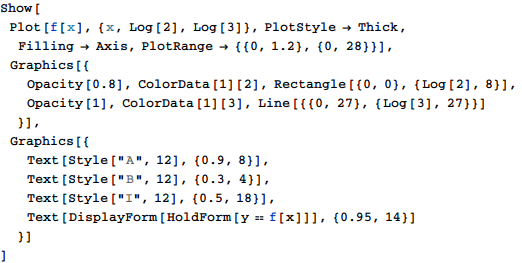 Show[
Plot[f[x], {x, Log[2], Log[3]}, PlotStyle → Thick,
Filling → Axis, PlotRange → {{0, 1.2}, {0, 28}}],
Graphics[{
Opacity[0.8], ColorData[1][2], Rectangle[{0, 0}, {Log[2], 8}],
Opacity[1], ColorData[1][3], Line[{{0, 27}, {Log[3], 27}}]
}],
Graphics[{
Text[Style["A", 12], {0.9, 8}],
Text[Style["B", 12], {0.3, 4}],
Text[Style["I", 12], {0.5, 18}],
Text[DisplayForm[HoldForm[y == f[x]]], {0.95, 14}]
}]
]